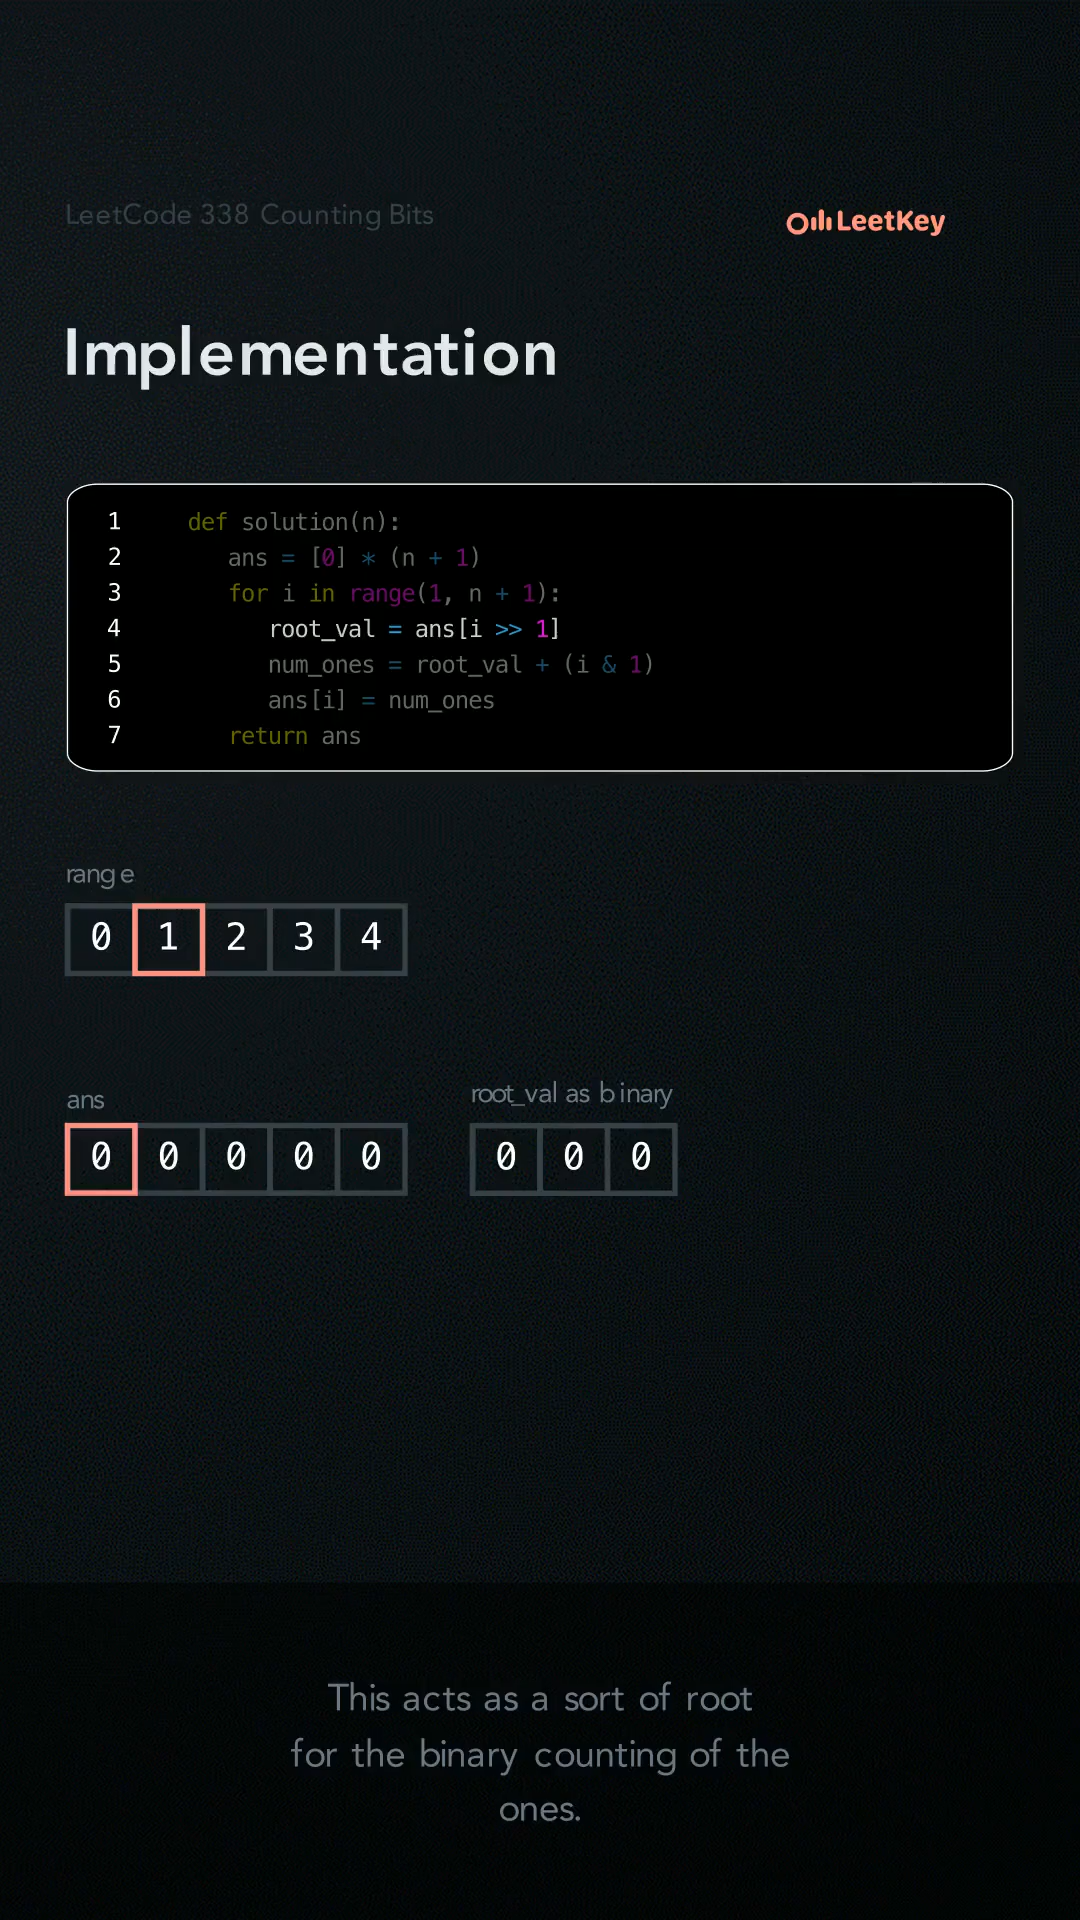 LeetCode 338 Counting Bits
LeetKey
Implementation
1 def solution(n):
2 ans = [0] * (n + 1)
3 for i in range(1, n + 1):
4 root_val = ans[i >> 1]
5 num_ones = root_val + (i & 1)
6 ans[i] = num_ones
7 return ans
range
0 1 2 3 4
ans
0 0 0 0 0
root_val as binary
0 0 0
This acts as a sort of root
for the binary counting of the
ones.